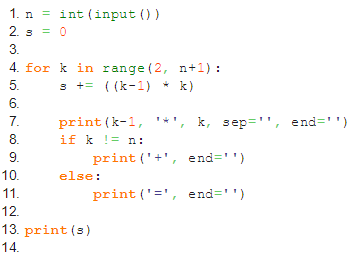 1. n = int(input())
2. s = 0
3.
4. for k in range(2, n+1):
5.     s += ((k-1) * k)
6.
7.     print(k-1, '*', k, sep='', end='')
8.     if k != n:
9.         print('+', end='')
10.     else:
11.         print('=', end='')
12.
13. print(s)
14.